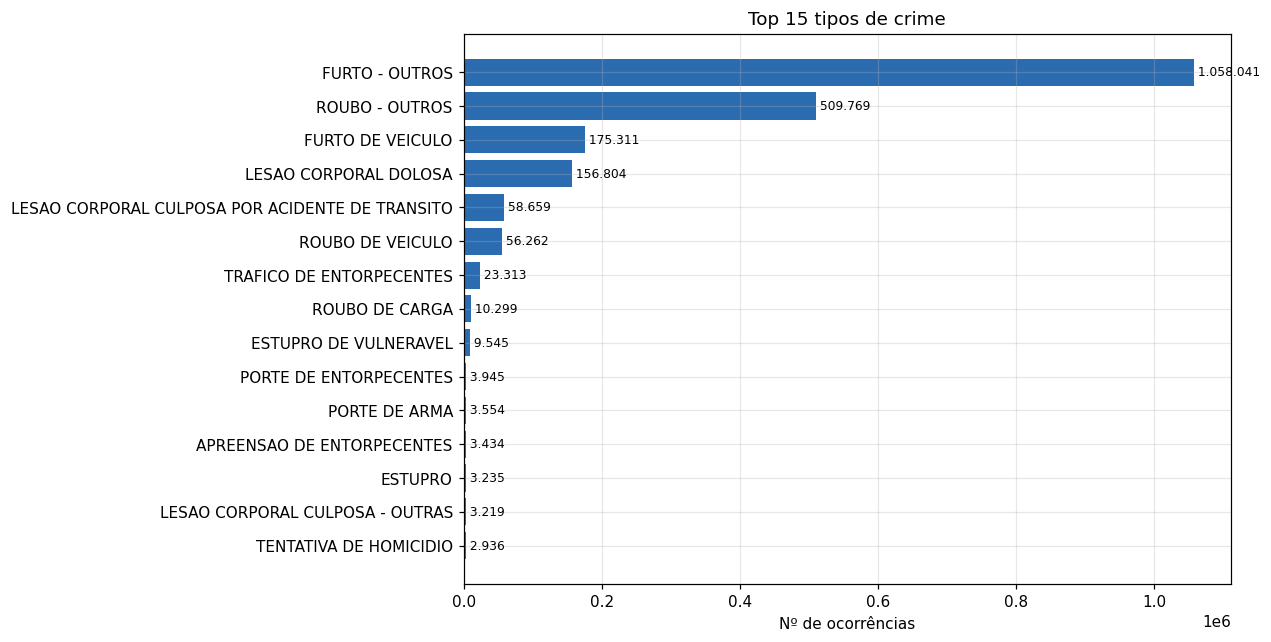 Top 15 tipos de crime
FURTO - OUTROS 1.058.041
ROUBO - OUTROS 509.769
FURTO DE VEICULO 175.311
LESAO CORPORAL DOLOSA 156.804
LESAO CORPORAL CULPOSA POR ACIDENTE DE TRANSITO 58.659
ROUBO DE VEICULO 56.262
TRAFICO DE ENTORPECENTES 23.313
ROUBO DE CARGA 10.299
ESTUPRO DE VULNERAVEL 9.545
PORTE DE ENTORPECENTES 3.945
PORTE DE ARMA 3.554
APREENSAO DE ENTORPECENTES 3.434
ESTUPRO 3.235
LESAO CORPORAL CULPOSA - OUTRAS 3.219
TENTATIVA DE HOMICIDIO 2.936
0.0 0.2 0.4 0.6 0.8 1.0
1e6
Nº de ocorrências